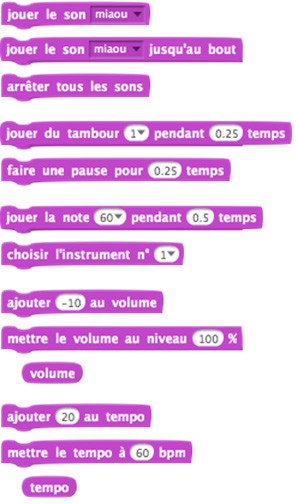 jouer le son miaou
jouer le son miaou jusqu'au bout
arrêter tous les sons
jouer du tambour 1 pendant 0.25 temps
faire une pause pour 0.25 temps
jouer la note 60 pendant 0.5 temps
choisir l'instrument n° 1
ajouter -10 au volume
mettre le volume au niveau 100 %
volume
ajouter 20 au tempo
mettre le tempo à 60 bpm
tempo